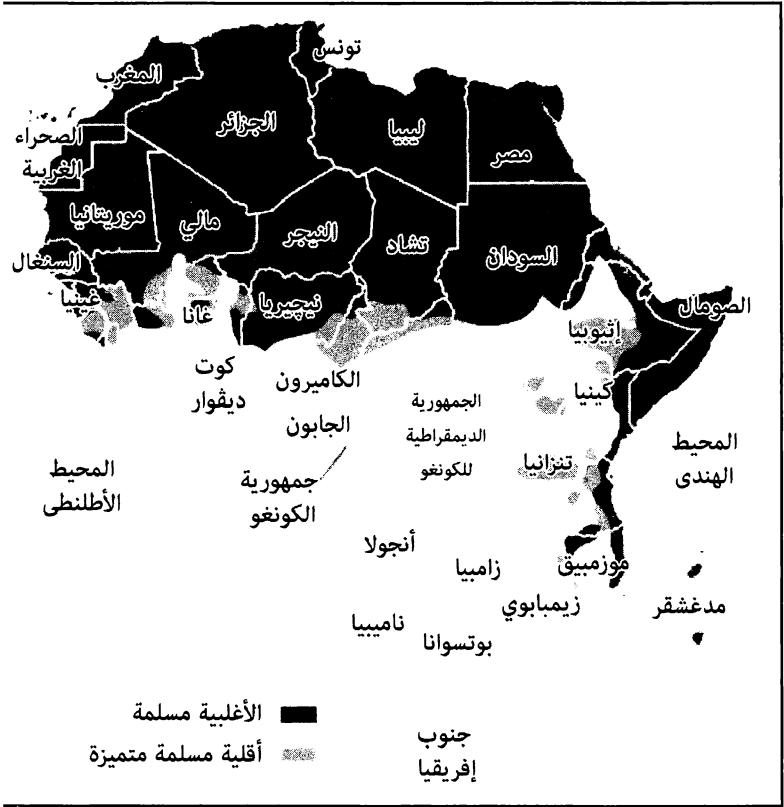 تونس
المغرب
الجزائر
ليبيا
مصر
الصحراء
الغربية
موريتانيا
مالي
النيجر
تشاد
السودان
السنغال
غينيا
غانا
نيچيريا
إثيوبيا
الصومال
كوت
ديڤوار
الكاميرون
الجابون
الجمهورية
الديمقراطية
للكونغو
كينيا
تنزانيا
المحيط
الهندى
المحيط
الأطلنطى
جمهورية
الكونغو
أنجولا
زامبيا
موزمبيق
زيمبابوي
مدغشقر
ناميبيا
بوتسوانا
جنوب
إفريقيا
الأغلبية مسلمة
أقلية مسلمة متميزة